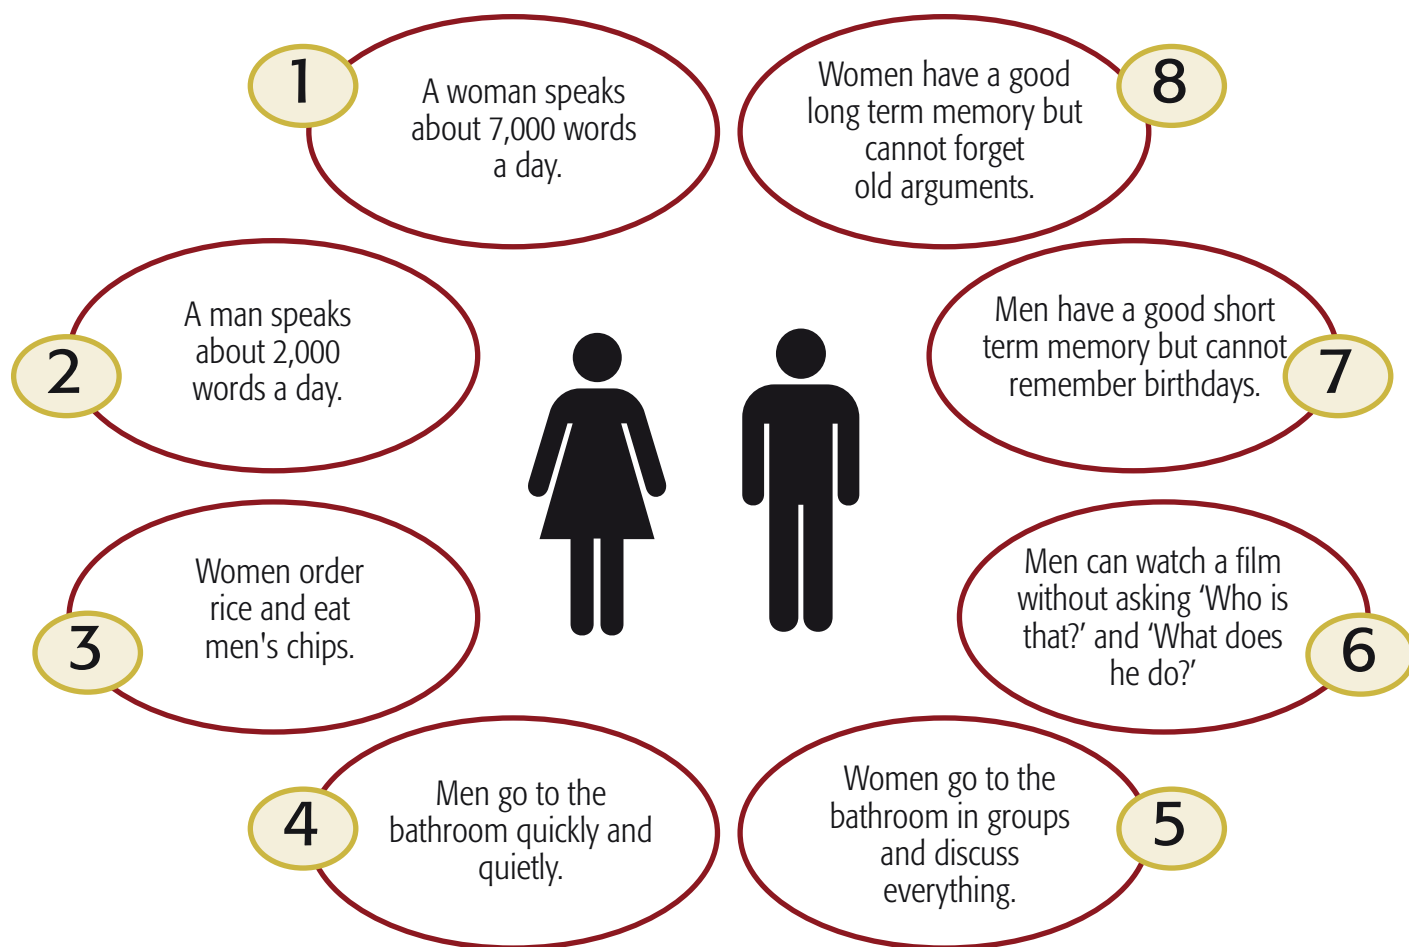 1
A woman speaks
about 7,000 words
a day.
2
A man speaks
about 2,000
words a day.
3
Women order
rice and eat
men's chips.
4
Men go to the
bathroom quickly and
quietly.
5
Women go to the
bathroom in groups
and discuss
everything.
6
Men can watch a film
without asking ‘Who is
that?’ and ‘What does
he do?’
7
Men have a good short
term memory but cannot
remember birthdays.
8
Women have a good
long term memory but
cannot forget
old arguments.